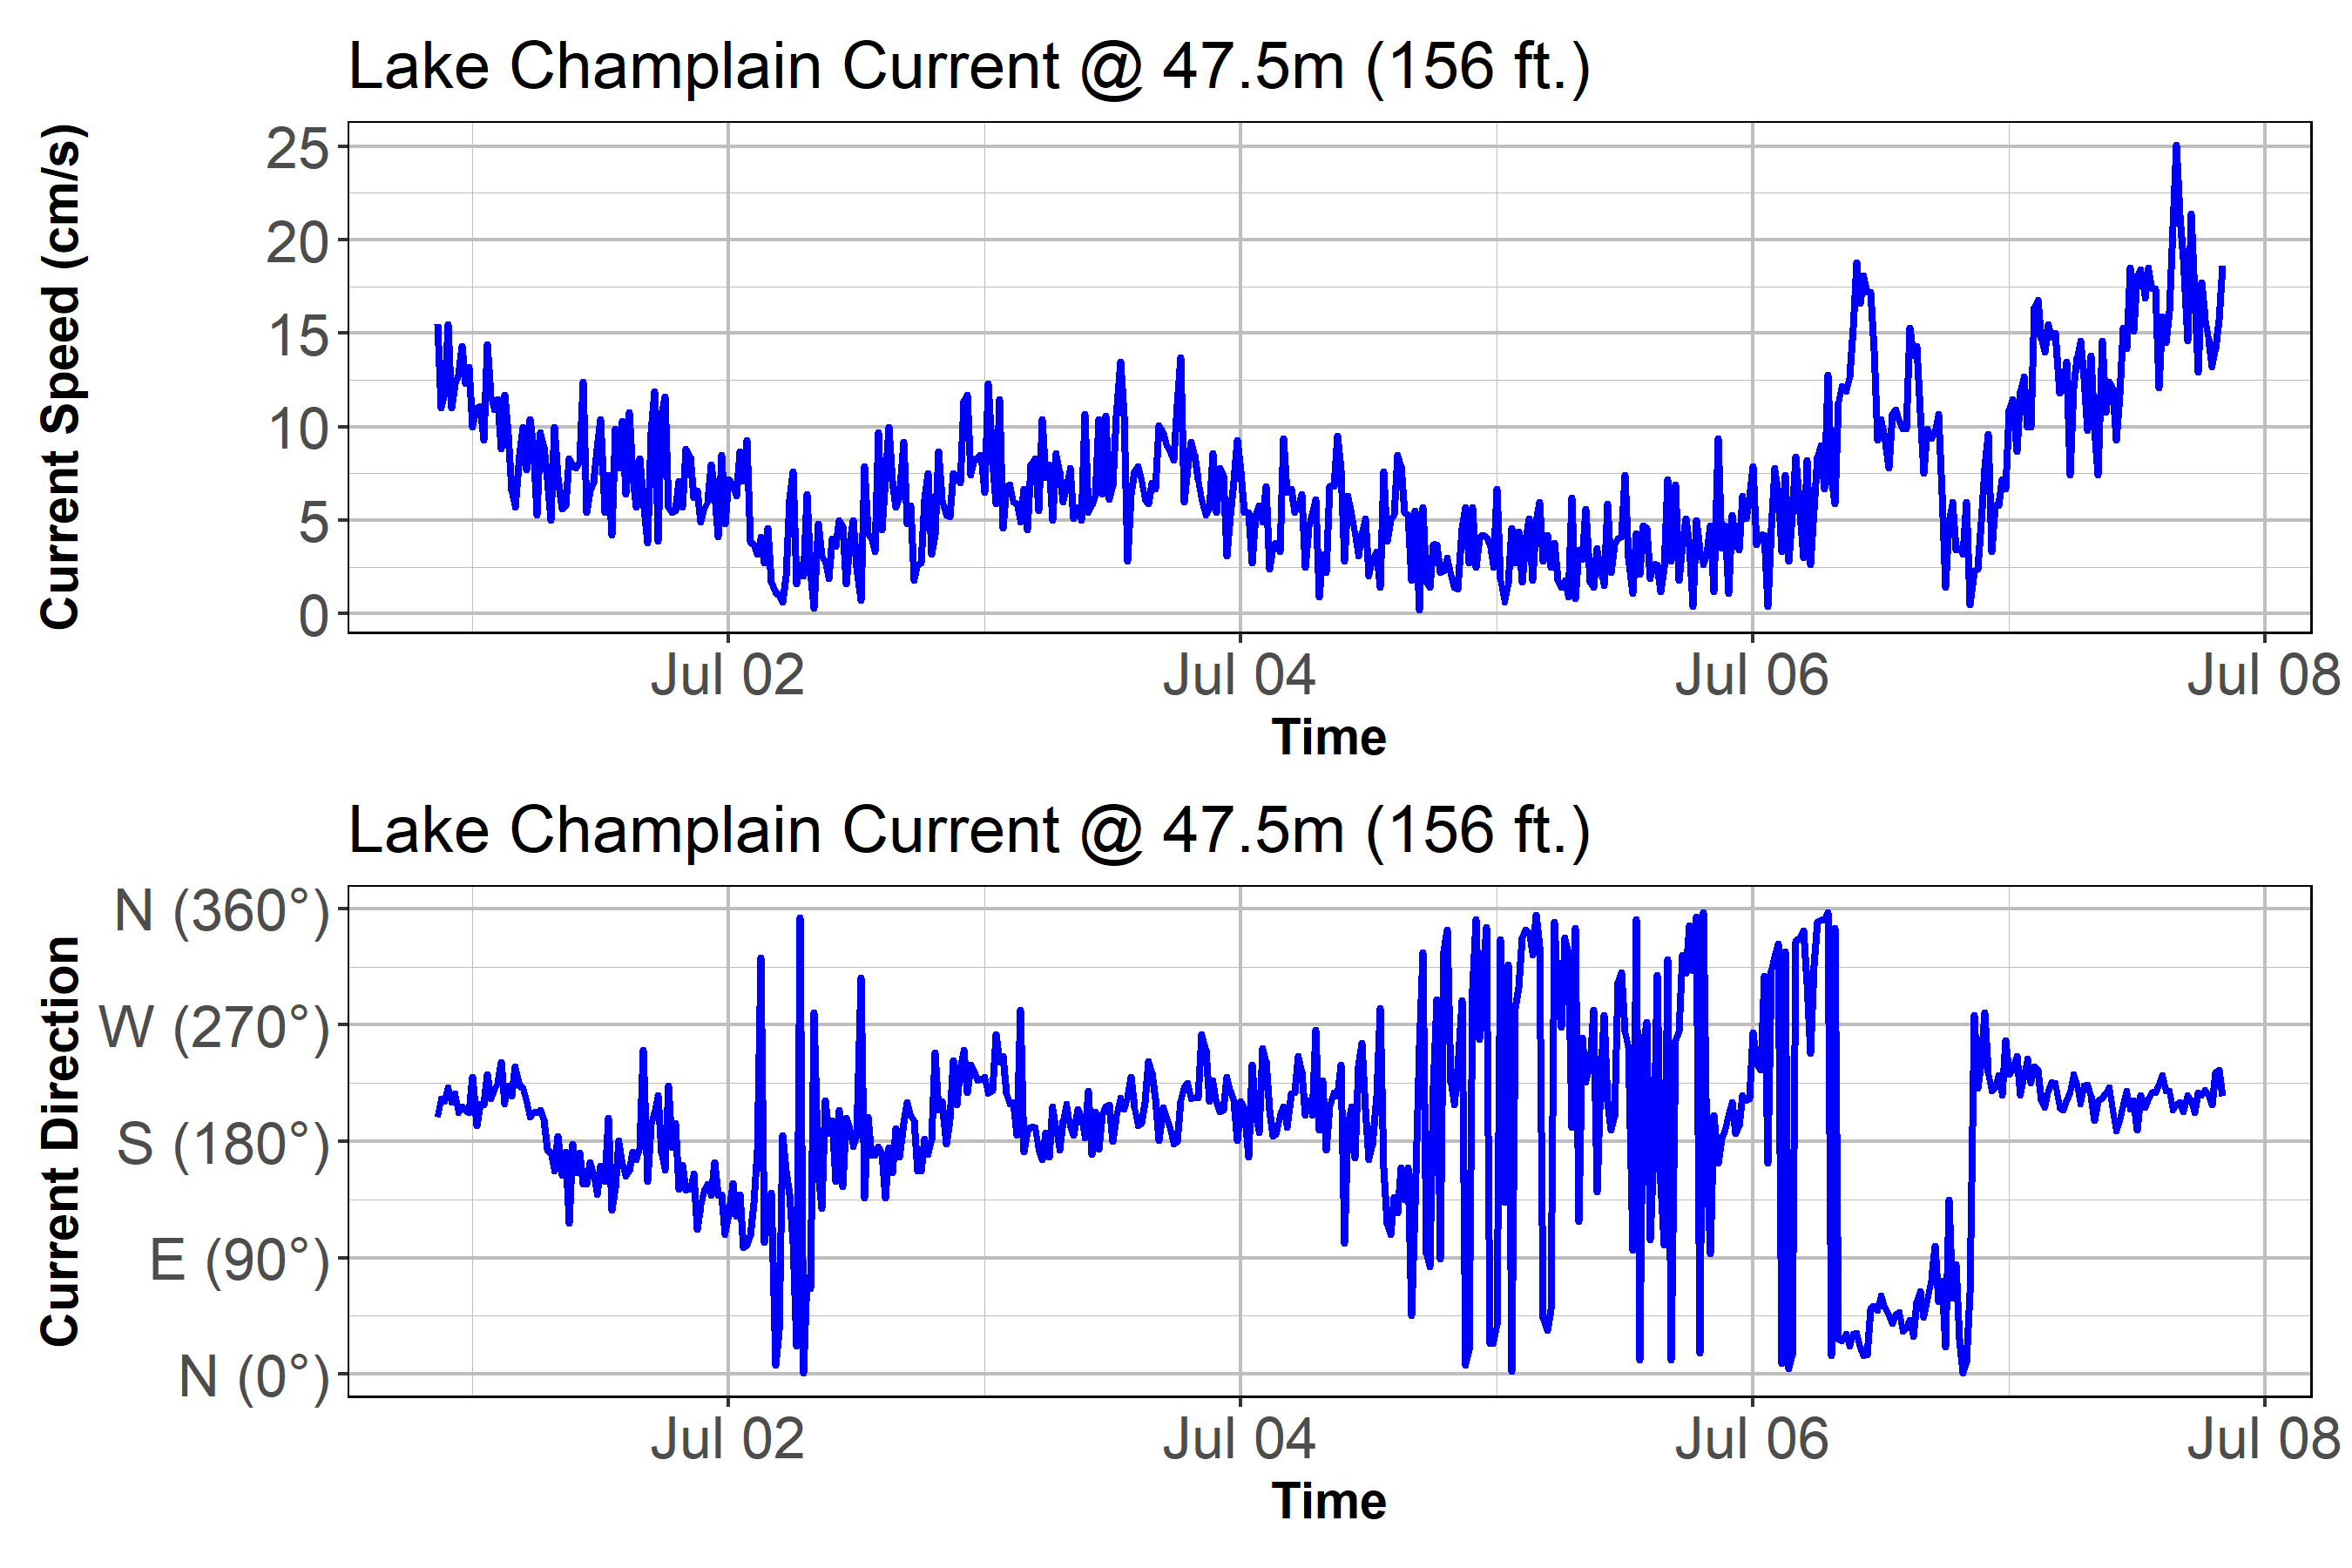 Lake Champlain Current @ 47.5m (156 ft.)
Current Speed (cm/s)
25
20
15
10
5
0
Jul 02 Jul 04 Jul 06 Jul 08
Time
Lake Champlain Current @ 47.5m (156 ft.)
Current Direction
N (360°)
W (270°)
S (180°)
E (90°)
N (0°)
Jul 02 Jul 04 Jul 06 Jul 08
Time